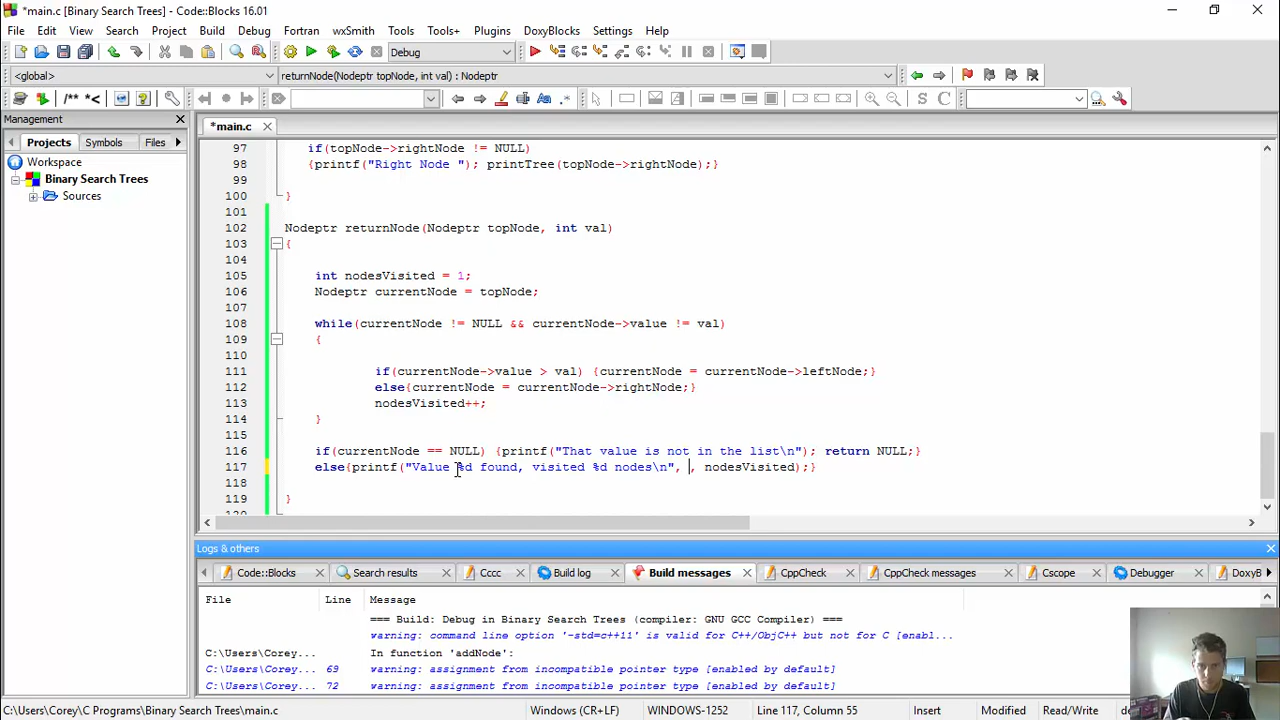 *main.c [Binary Search Trees] - Code::Blocks 16.01
File Edit View Search Project Build Debug Fortran wxSmith Tools Tools+ Plugins DoxyBlocks Settings Help
Debug
<global> returnNode(Nodeptr topNode, int val) : Nodeptr
/** *< S C
Management *main.c
Projects Symbols Files
Workspace
Binary Search Trees
Sources
97 if(topNode->rightNode != NULL)
98 {printf("Right Node "); printTree(topNode->rightNode);}
99
100 }
101
102 Nodeptr returnNode(Nodeptr topNode, int val)
103 {
104
105 int nodesVisited = 1;
106 Nodeptr currentNode = topNode;
107
108 while(currentNode != NULL && currentNode->value != val)
109 {
110
111 if(currentNode->value > val) {currentNode = currentNode->leftNode;}
112 else{currentNode = currentNode->rightNode;}
113 nodesVisited++;
114 }
115
116 if(currentNode == NULL) {printf("That value is not in the list\n"); return NULL;}
117 else{printf("Value %d found, visited %d nodes\n", , nodesVisited);}
118
119 }
120
Logs & others
Code::Blocks Search results Cccc Build log Build messages CppCheck CppCheck messages Cscope Debugger DoxyB
File Line Message
=== Build: Debug in Binary Search Trees (compiler: GNU GCC Compiler) ===
warning: command line option '-std=c++11' is valid for C++/ObjC++ but not for C [enabl...
C:\Users\Corey... In function 'addNode':
C:\Users\Corey... 69 warning: assignment from incompatible pointer type [enabled by default]
C:\Users\Corey... 72 warning: assignment from incompatible pointer type [enabled by default]
C:\Users\Corey\C Programs\Binary Search Trees\main.c Windows (CR+LF) WINDOWS-1252 Line 117, Column 55 Insert Modified Read/Write